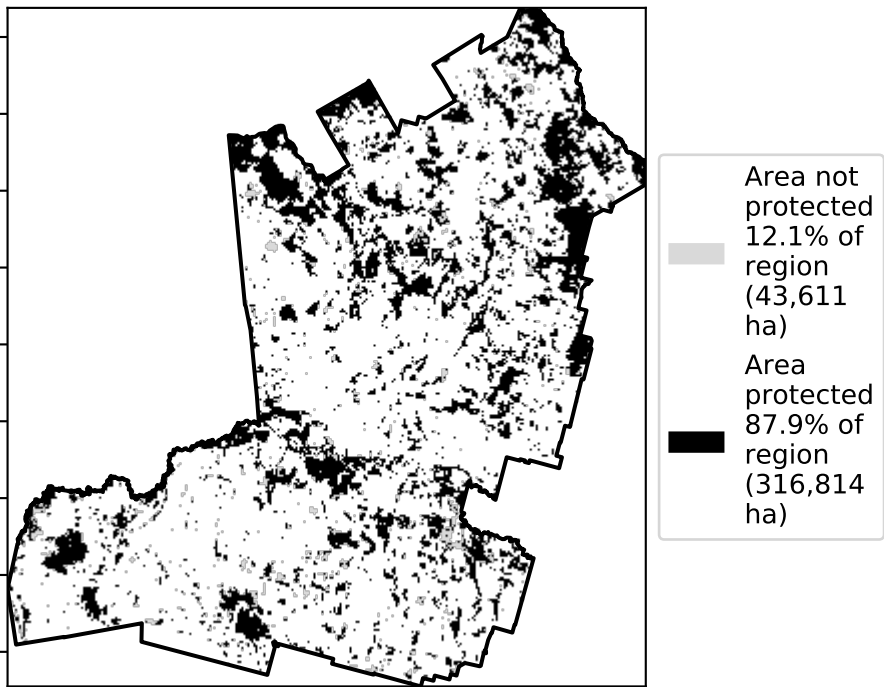 Area not
protected
12.1% of
region
(43,611
ha)
Area
protected
87.9% of
region
(316,814
ha)